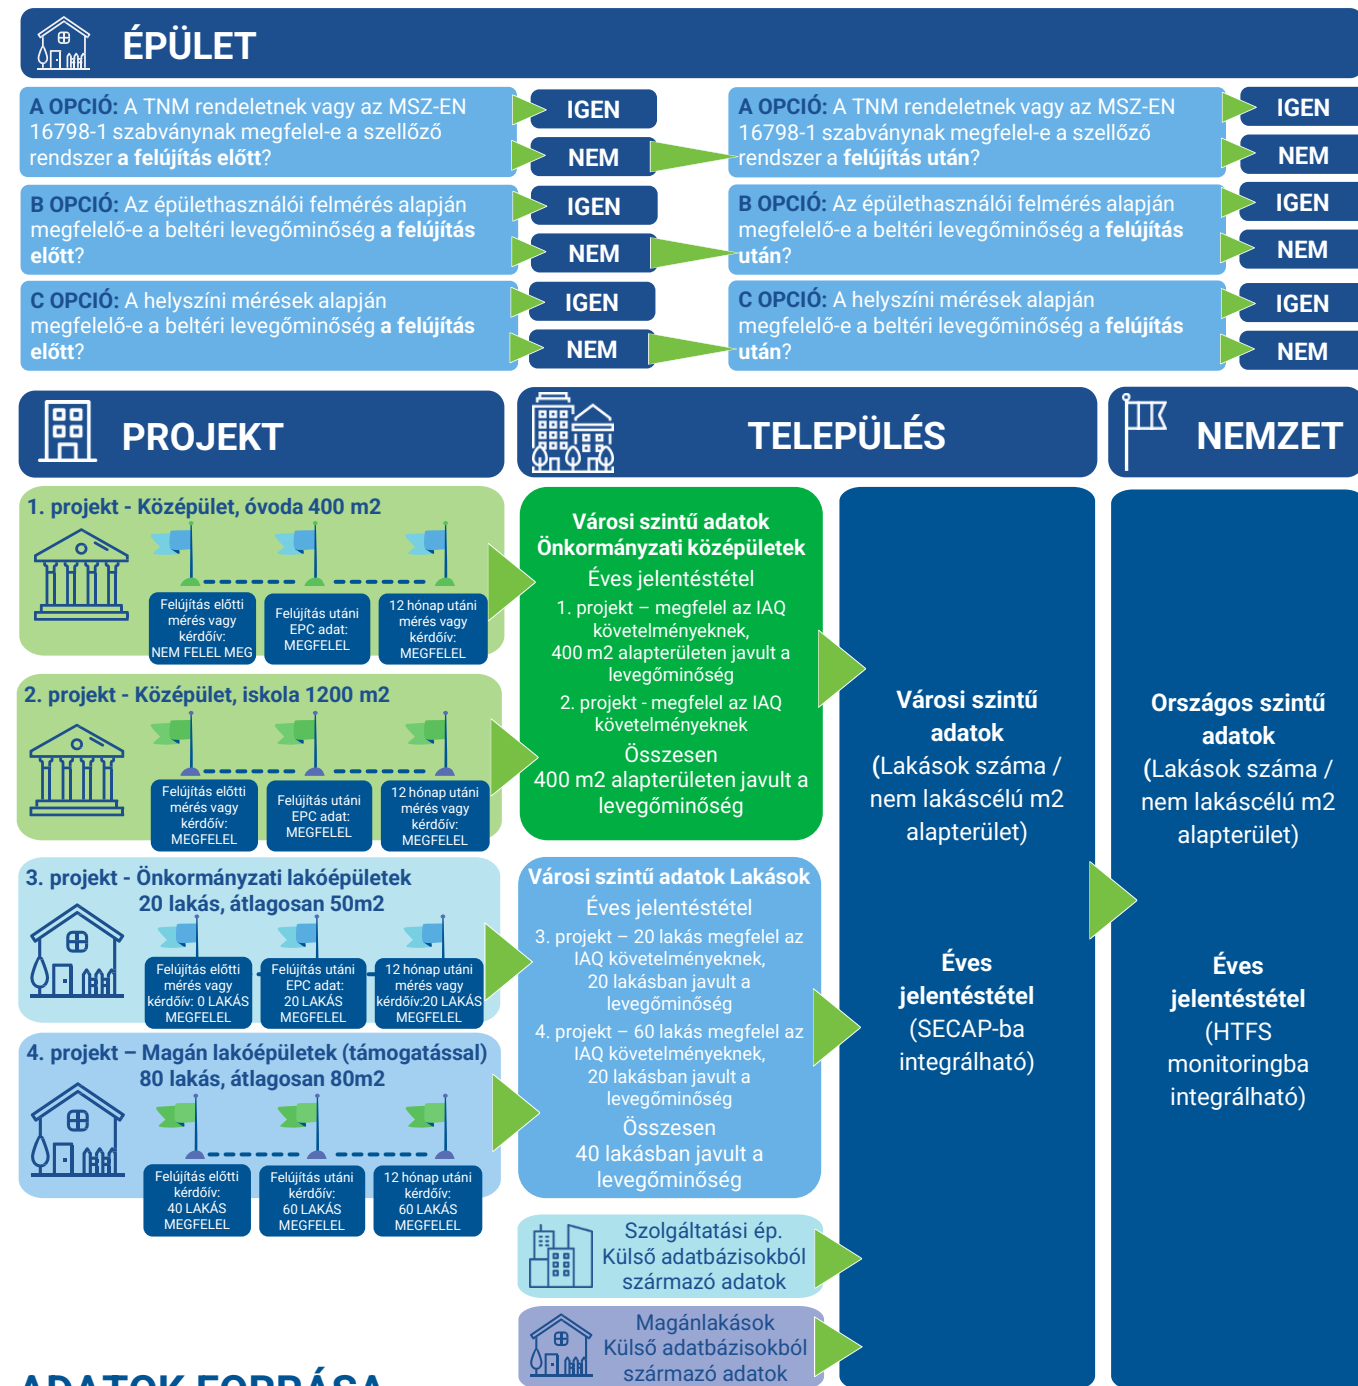 ÉPÜLET
A OPCIÓ: A TNM rendeletnek vagy az MSZ-EN
16798-1 szabványnak megfelel-e a szellőző
rendszer a felújítás előtt?
IGEN
NEM
A OPCIÓ: A TNM rendeletnek vagy az MSZ-EN
16798-1 szabványnak megfelel-e a szellőző
rendszer a felújítás után?
IGEN
NEM
B OPCIÓ: Az épülethasználói felmérés alapján
megfelelő-e a beltéri levegőminőség a felújítás
előtt?
IGEN
NEM
B OPCIÓ: Az épülethasználói felmérés alapján
megfelelő-e a beltéri levegőminőség a felújítás
után?
IGEN
NEM
C OPCIÓ: A helyszíni mérések alapján
megfelelő-e a beltéri levegőminőség a felújítás
előtt?
IGEN
NEM
C OPCIÓ: A helyszíni mérések alapján
megfelelő-e a beltéri levegőminőség a felújítás
után?
IGEN
NEM
PROJEKT
1. projekt - Középület, óvoda 400 m2
Felújítás előtti
mérés vagy
kérdőív:
NEM FELEL MEG
Felújítás utáni
EPC adat:
MEGFELEL
12 hónap utáni
mérés vagy
kérdőív:
MEGFELEL
2. projekt - Középület, iskola 1200 m2
Felújítás előtti
mérés vagy
kérdőív:
MEGFELEL
Felújítás utáni
EPC adat:
MEGFELEL
12 hónap utáni
mérés vagy
kérdőív:
MEGFELEL
3. projekt - Önkormányzati lakóépületek
20 lakás, átlagosan 50m2
Felújítás előtti
mérés vagy
kérdőív: 0 LAKÁS
MEGFELEL
Felújítás utáni
EPC adat:
20 LAKÁS
MEGFELEL
12 hónap utáni
mérés vagy
kérdőív:20 LAKÁS
MEGFELEL
4. projekt – Magán lakóépületek (támogatással)
80 lakás, átlagosan 80m2
Felújítás előtti
kérdőív:
40 LAKÁS
MEGFELEL
Felújítás utáni
kérdőív:
60 LAKÁS
MEGFELEL
12 hónap utáni
kérdőív:
60 LAKÁS
MEGFELEL
TELEPÜLÉS
Városi szintű adatok
Önkormányzati középületek
Éves jelentéstétel
1. projekt – megfelel az IAQ
követelményeknek,
400 m2 alapterületen javult a
levegőminőség
2. projekt - megfelel az IAQ
követelményeknek
Összesen
400 m2 alapterületen javult a
levegőminőség
Városi szintű adatok Lakások
Éves jelentéstétel
3. projekt – 20 lakás megfelel az
IAQ követelményeknek,
20 lakásban javult a
levegőminőség
4. projekt – 60 lakás megfelel az
IAQ követelményeknek,
20 lakásban javult a
levegőminőség
Összesen
40 lakásban javult a
levegőminőség
Szolgáltatási ép.
Külső adatbázisokból
származó adatok
Magánlakások
Külső adatbázisokból
származó adatok
Városi szintű
adatok
(Lakások száma /
nem lakáscélú m2
alapterület)
Éves
jelentéstétel
(SECAP-ba
integrálható)
NEMZET
Országos szintű
adatok
(Lakások száma /
nem lakáscélú m2
alapterület)
Éves
jelentéstétel
(HTFS
monitoringba
integrálható)
ADATOK FORRÁSA